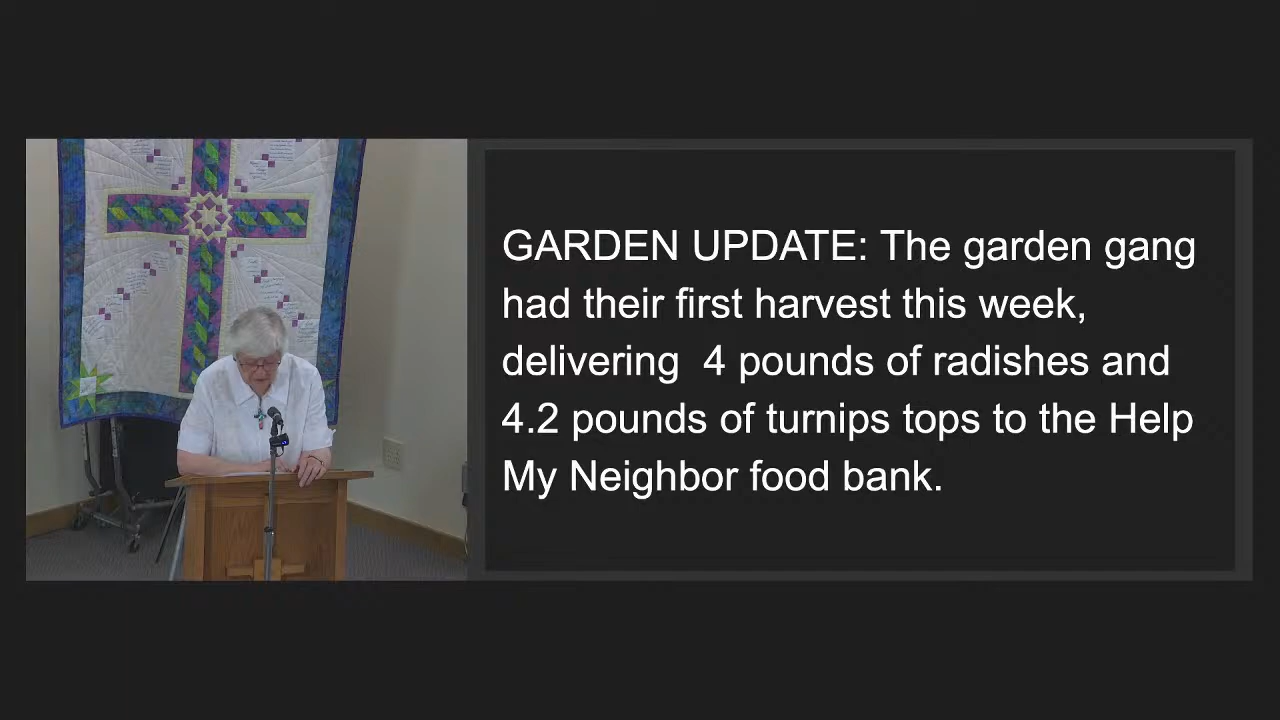 GARDEN UPDATE: The garden gang
had their first harvest this week,
delivering  4 pounds of radishes and
4.2 pounds of turnips tops to the Help
My Neighbor food bank.